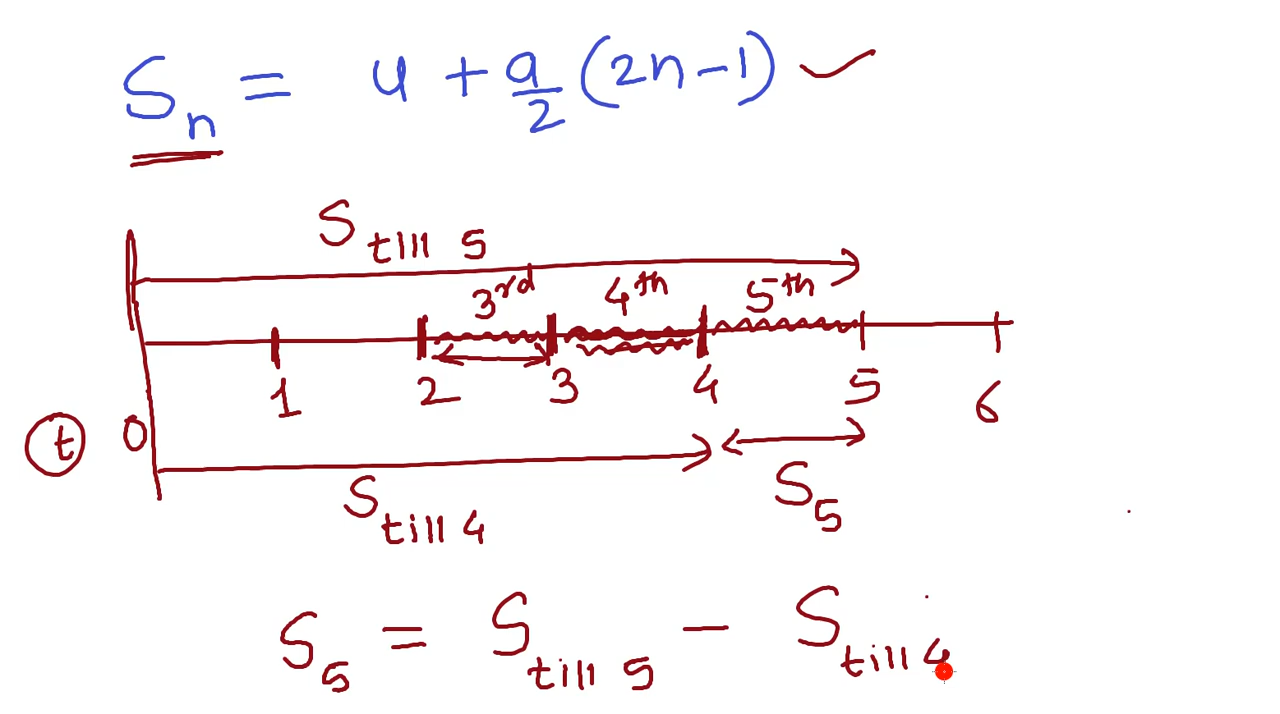 Sn = u + a/2 (2n-1) ✓
S till 5
3rd 4th 5th
1 2 3 4 5 6
t 0
S till 4 S5
S5 = S till 5 - S till 4